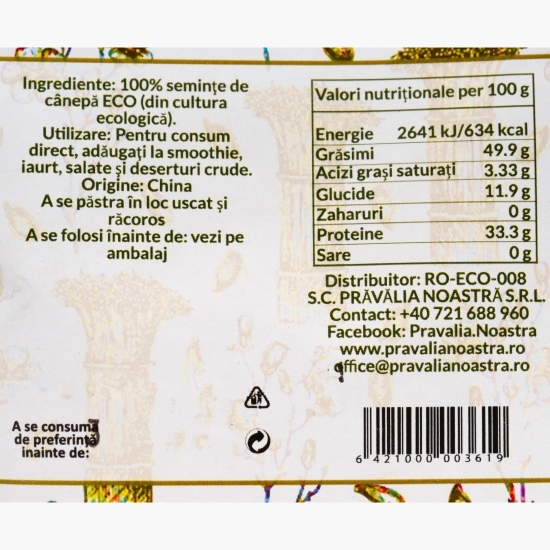 Ingrediente: 100% semințe de
cânepă ECO (din cultura
ecologică).
Utilizare: Pentru consum
direct, adăugați la smoothie,
iaurt, salate și deserturi crude.
Origine: China
A se păstra în loc uscat și
răcoros
A se folosi înainte de: vezi pe
ambalaj
Valori nutriționale per 100 g
Energie 2641 kJ/634 kcal
Grăsimi 49.9 g
Acizi grași saturați 3.33 g
Glucide 11.9 g
Zaharuri 0 g
Proteine 33.3 g
Sare 0 g
Distribuitor: RO-ECO-008
S.C. PRĂVĂLIA NOASTRĂ S.R.L.
Contact: +40 721 688 960
Facebook: Pravalia.Noastra
www.pravalianoastra.ro
office@pravalianoastra.ro
A se consuma
de preferință
inainte de:
6 421000 003619